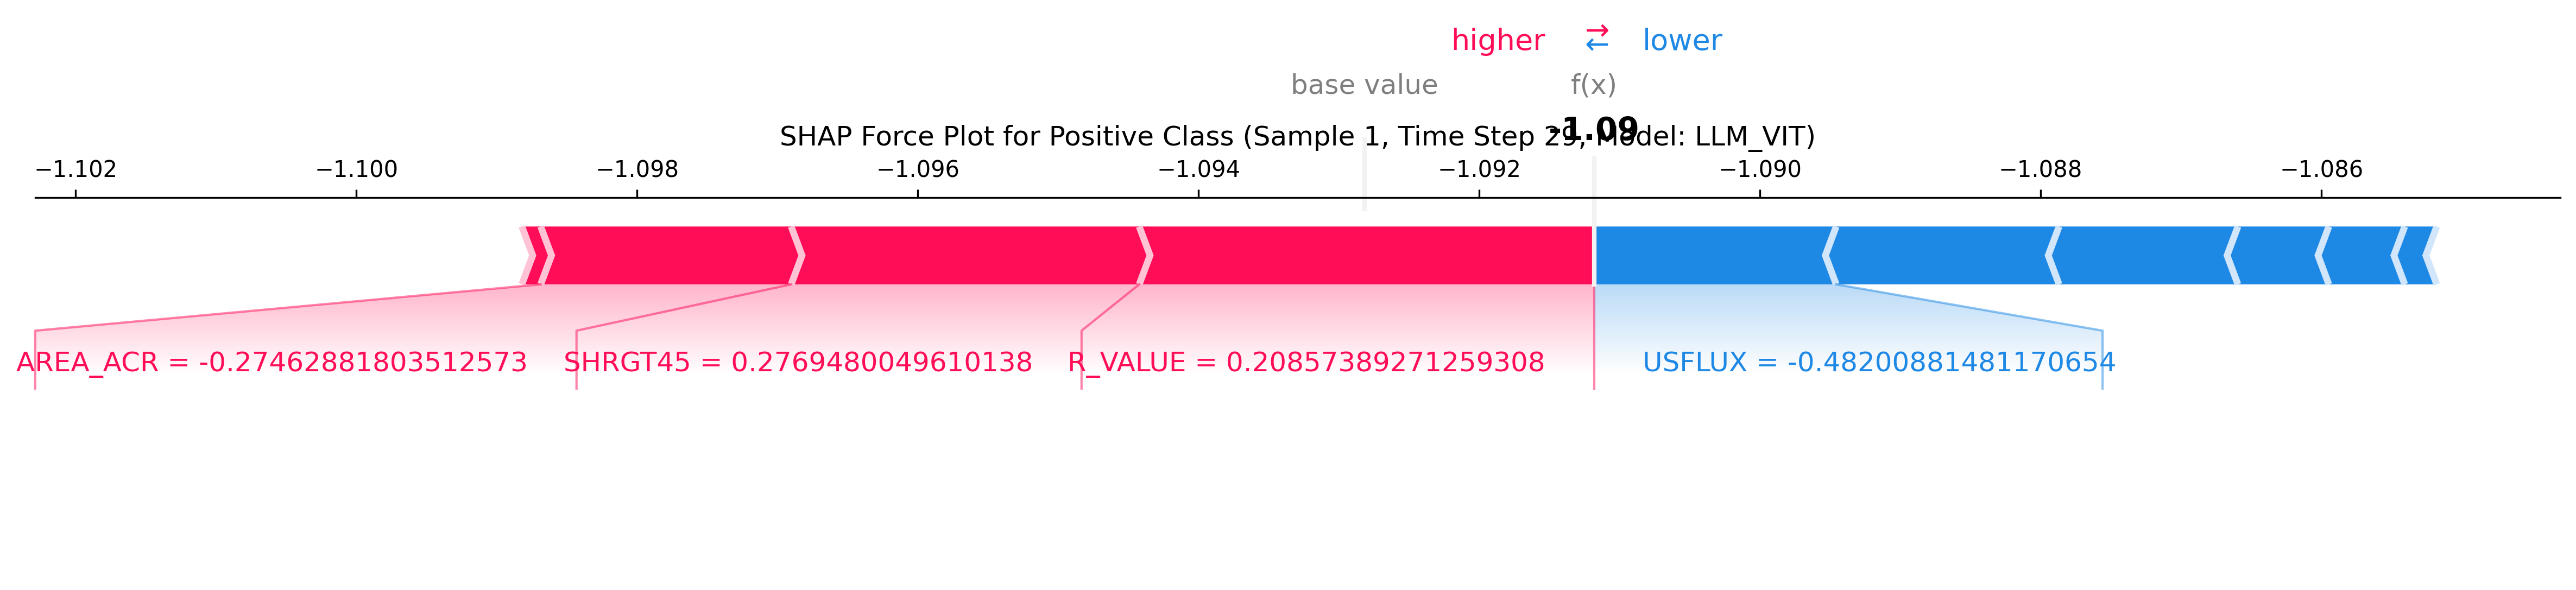 higher ⇄ lower
base value f(x)
-1.09
SHAP Force Plot for Positive Class (Sample 1, Time Step 29, Model: LLM_VIT)
−1.102 −1.100 −1.098 −1.096 −1.094 −1.092 −1.090 −1.088 −1.086
AREA_ACR = -0.27462881803512573 SHRGT45 = 0.2769480049610138 R_VALUE = 0.20857389271259308 USFLUX = -0.48200881481170654